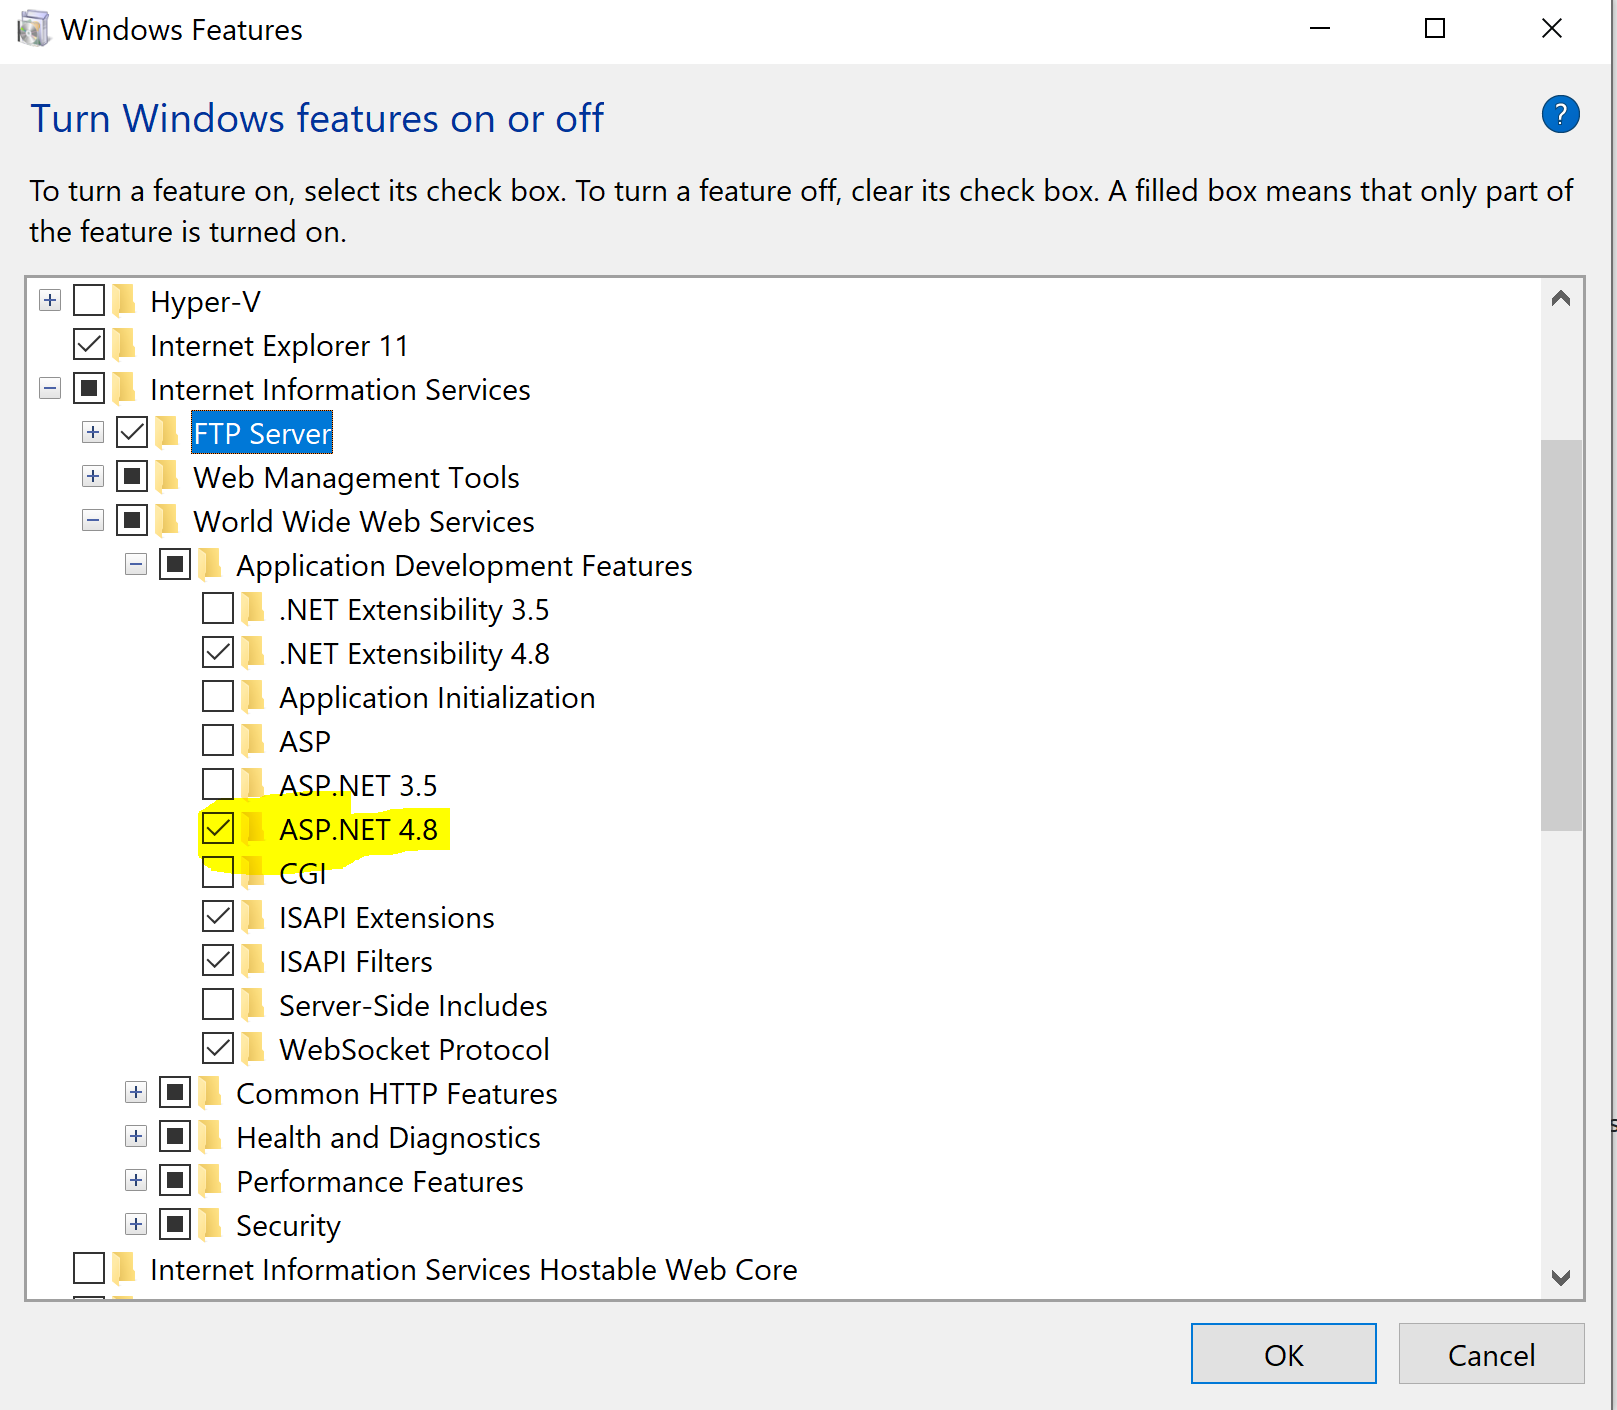 Windows Features
Turn Windows features on or off
?
To turn a feature on, select its check box. To turn a feature off, clear its check box. A filled box means that only part of
the feature is turned on.
Hyper-V
Internet Explorer 11
Internet Information Services
FTP Server
Web Management Tools
World Wide Web Services
Application Development Features
.NET Extensibility 3.5
.NET Extensibility 4.8
Application Initialization
ASP
ASP.NET 3.5
ASP.NET 4.8
CGI
ISAPI Extensions
ISAPI Filters
Server-Side Includes
WebSocket Protocol
Common HTTP Features
Health and Diagnostics
Performance Features
Security
Internet Information Services Hostable Web Core
OK
Cancel